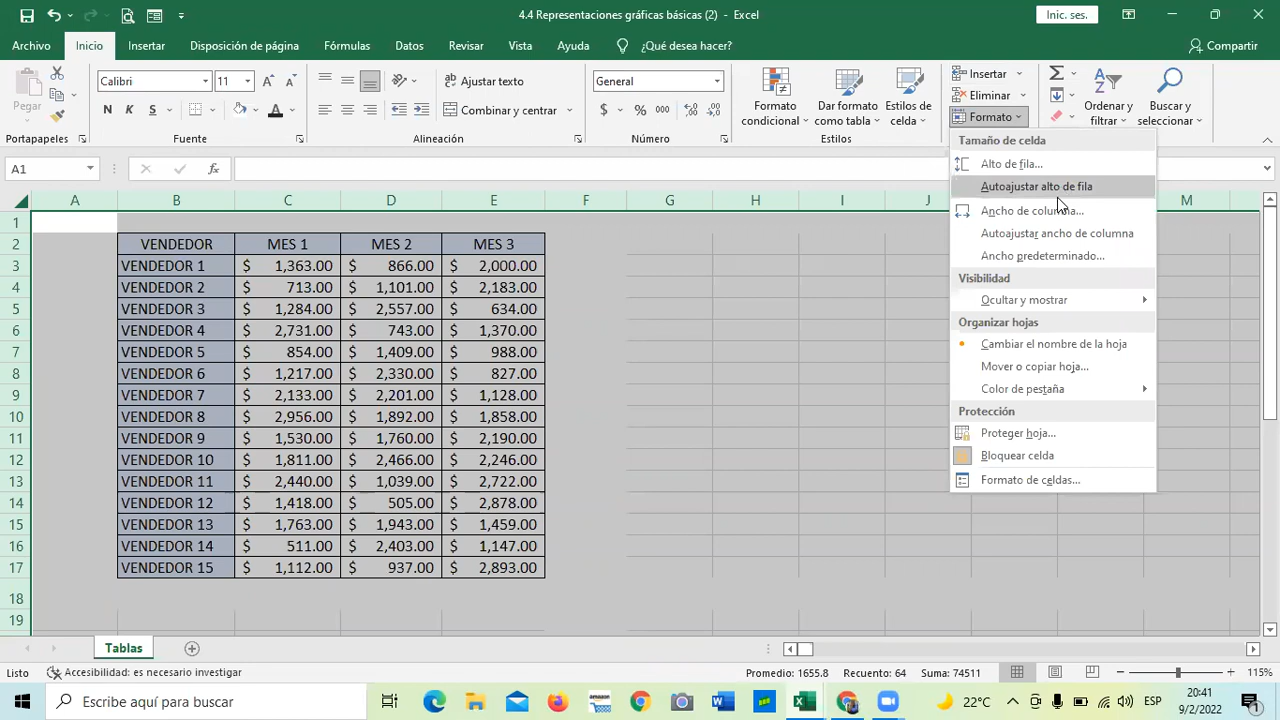 4.4 Representaciones gráficas básicas (2) - Excel
Inic. ses.
Archivo Inicio Insertar Disposición de página Fórmulas Datos Revisar Vista Ayuda ¿Qué desea hacer? Compartir
Pegar
Calibri 11
N K S
A A
Ajustar texto
Combinar y centrar
General
$ % 000
Formato condicional
Dar formato como tabla
Estilos de celda
Insertar
Eliminar
Formato
Ordenar y filtrar
Buscar y seleccionar
Portapapeles Fuente Alineación Número Estilos
A1
fx
A B C D E F G H I J M
1
2 VENDEDOR MES 1 MES 2 MES 3
3 VENDEDOR 1 $ 1,363.00 $ 866.00 $ 2,000.00
4 VENDEDOR 2 $ 713.00 $ 1,101.00 $ 2,183.00
5 VENDEDOR 3 $ 1,284.00 $ 2,557.00 $ 634.00
6 VENDEDOR 4 $ 2,731.00 $ 743.00 $ 1,370.00
7 VENDEDOR 5 $ 854.00 $ 1,409.00 $ 988.00
8 VENDEDOR 6 $ 1,217.00 $ 2,330.00 $ 827.00
9 VENDEDOR 7 $ 2,183.00 $ 2,201.00 $ 1,128.00
10 VENDEDOR 8 $ 2,956.00 $ 1,892.00 $ 1,858.00
11 VENDEDOR 9 $ 1,530.00 $ 1,760.00 $ 2,190.00
12 VENDEDOR 10 $ 1,811.00 $ 2,466.00 $ 2,246.00
13 VENDEDOR 11 $ 2,440.00 $ 1,039.00 $ 2,722.00
14 VENDEDOR 12 $ 1,418.00 $ 505.00 $ 2,878.00
15 VENDEDOR 13 $ 1,763.00 $ 1,943.00 $ 1,459.00
16 VENDEDOR 14 $ 511.00 $ 2,403.00 $ 1,147.00
17 VENDEDOR 15 $ 1,112.00 $ 937.00 $ 2,893.00
18
19
Tamaño de celda
Alto de fila...
Autoajustar alto de fila
Ancho de columna...
Autoajustar ancho de columna
Ancho predeterminado...
Visibilidad
Ocultar y mostrar
Organizar hojas
Cambiar el nombre de la hoja
Mover o copiar hoja...
Color de pestaña
Protección
Proteger hoja...
Bloquear celda
Formato de celdas...
Tablas
Listo Accesibilidad: es necesario investigar Promedio: 1655.8 Recuento: 64 Suma: 74511 115%
Escribe aquí para buscar
amazon
22°C
ESP
20:41
9/2/2022